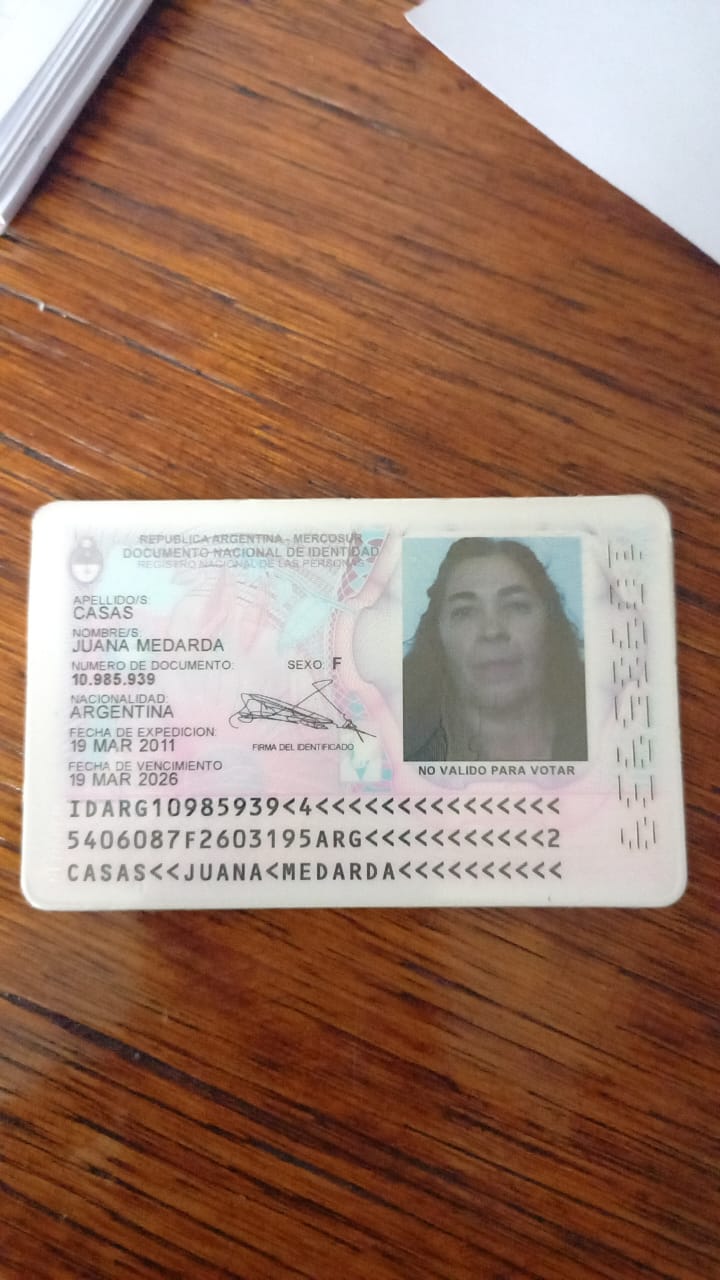 REPUBLICA ARGENTINA - MERCOSUR
DOCUMENTO NACIONAL DE IDENTIDAD
REGISTRO NACIONAL DE LAS PERSONAS
APELLIDO/S:
CASAS
NOMBRE/S:
JUANA MEDARDA
NUMERO DE DOCUMENTO: SEXO: F
10.985.939
NACIONALIDAD:
ARGENTINA
FECHA DE EXPEDICION:
19 MAR 2011
FIRMA DEL IDENTIFICADO
FECHA DE VENCIMIENTO
19 MAR 2026
NO VALIDO PARA VOTAR
IDARG10985939<4<<<<<<<<<<<<<<<
5406087F2603195ARG<<<<<<<<<<<2
CASAS<<JUANA<MEDARDA<<<<<<<<<<